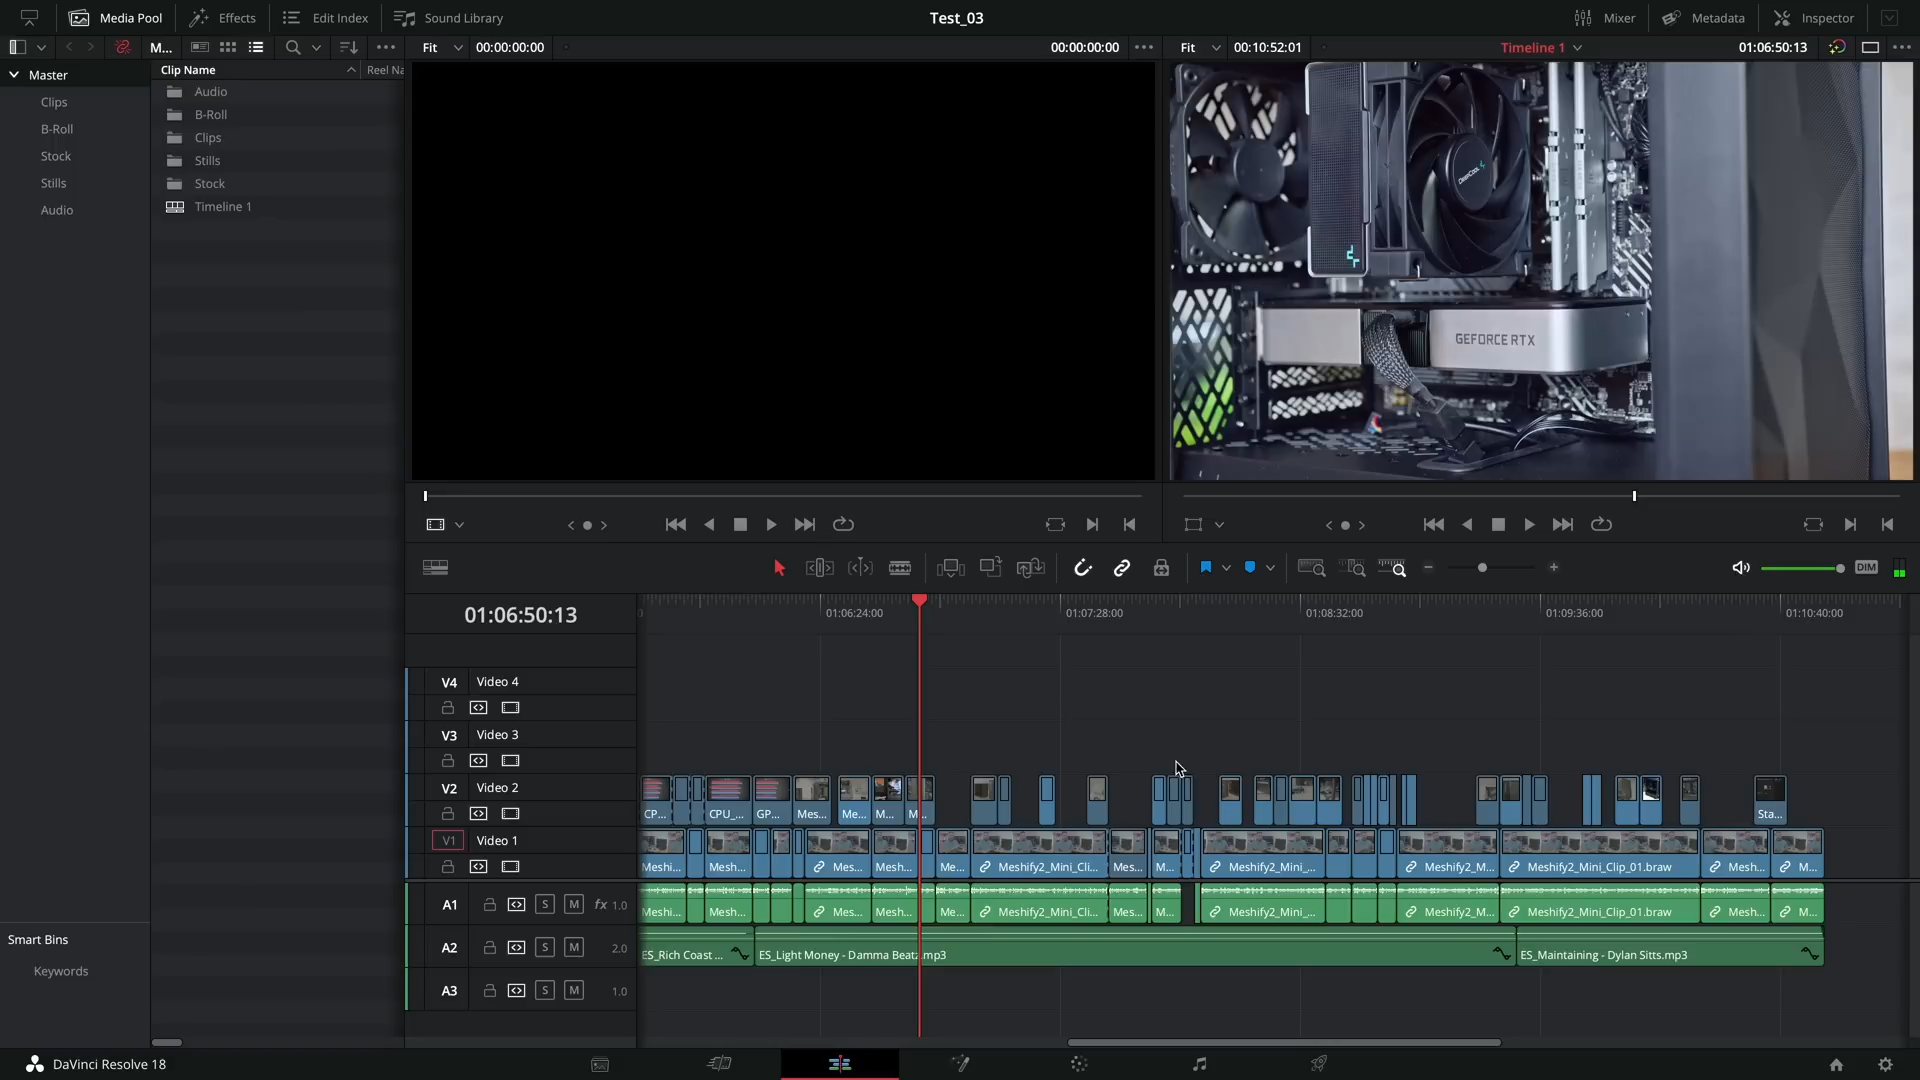 Media Pool Effects Edit Index Sound Library Test_03 Mixer Metadata Inspector
M... Fit 00:00:00:00 00:00:00:00 Fit 00:10:52:01 Timeline 1 01:06:50:13
Master Clip Name Reel Na
Clips
B-Roll
Stock
Stills
Audio
Audio
B-Roll
Clips
Stills
Stock
Timeline 1
DEEPCOOL
GEFORCE RTX
DIM
01:06:50:13 01:06:24:00 01:07:28:00 01:08:32:00 01:09:36:00 01:10:40:00
V4 Video 4
V3 Video 3
V2 Video 2
CP... CPU_... GP... Mes... Me... M... M... Sta...
V1 Video 1
Meshi... Mesh... Mes... Mesh... Me... Meshify2_Mini_Cli... Mes... M... Meshify2_Mini_... Meshify2_M... Meshify2_Mini_Clip_01.braw Mesh... M...
A1 S M fx 1.0
Meshi... Mesh... Mes... Mesh... Me... Meshify2_Mini_Cli... Mes... M... Meshify2_Mini_... Meshify2_M... Meshify2_Mini_Clip_01.braw Mesh... M...
A2 S M 2.0
ES_Rich Coast ... ES_Light Money - Damma Beatz.mp3 ES_Maintaining - Dylan Sitts.mp3
A3 S M 1.0
Smart Bins
Keywords
DaVinci Resolve 18